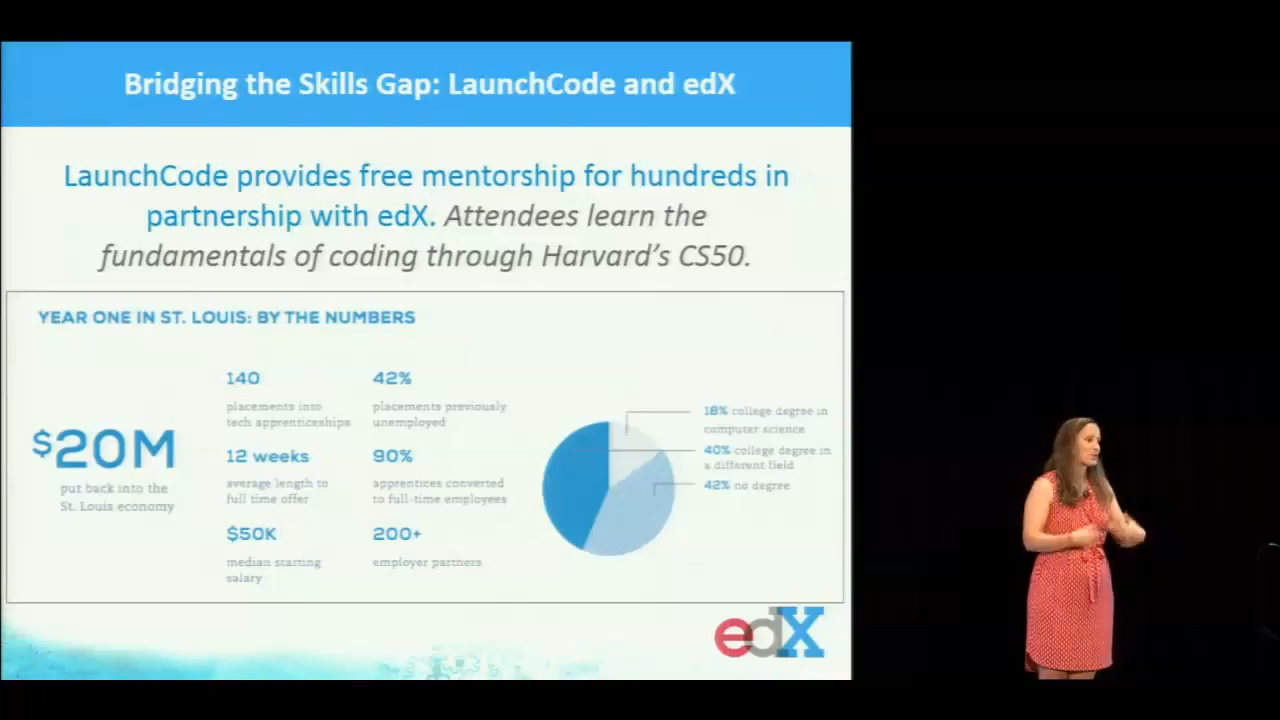 Bridging the Skills Gap: LaunchCode and edX
LaunchCode provides free mentorship for hundreds in
partnership with edX. Attendees learn the
fundamentals of coding through Harvard's CS50.
YEAR ONE IN ST. LOUIS: BY THE NUMBERS
$20M
put back into the
St. Louis economy
140
placements into
tech apprenticeships
12 weeks
average length to
full time offer
$50K
median starting
salary
42%
placements previously
unemployed
90%
apprentices converted
to full-time employees
200+
employer partners
18% college degree in
computer science
40% college degree in
a different field
42% no degree
edX